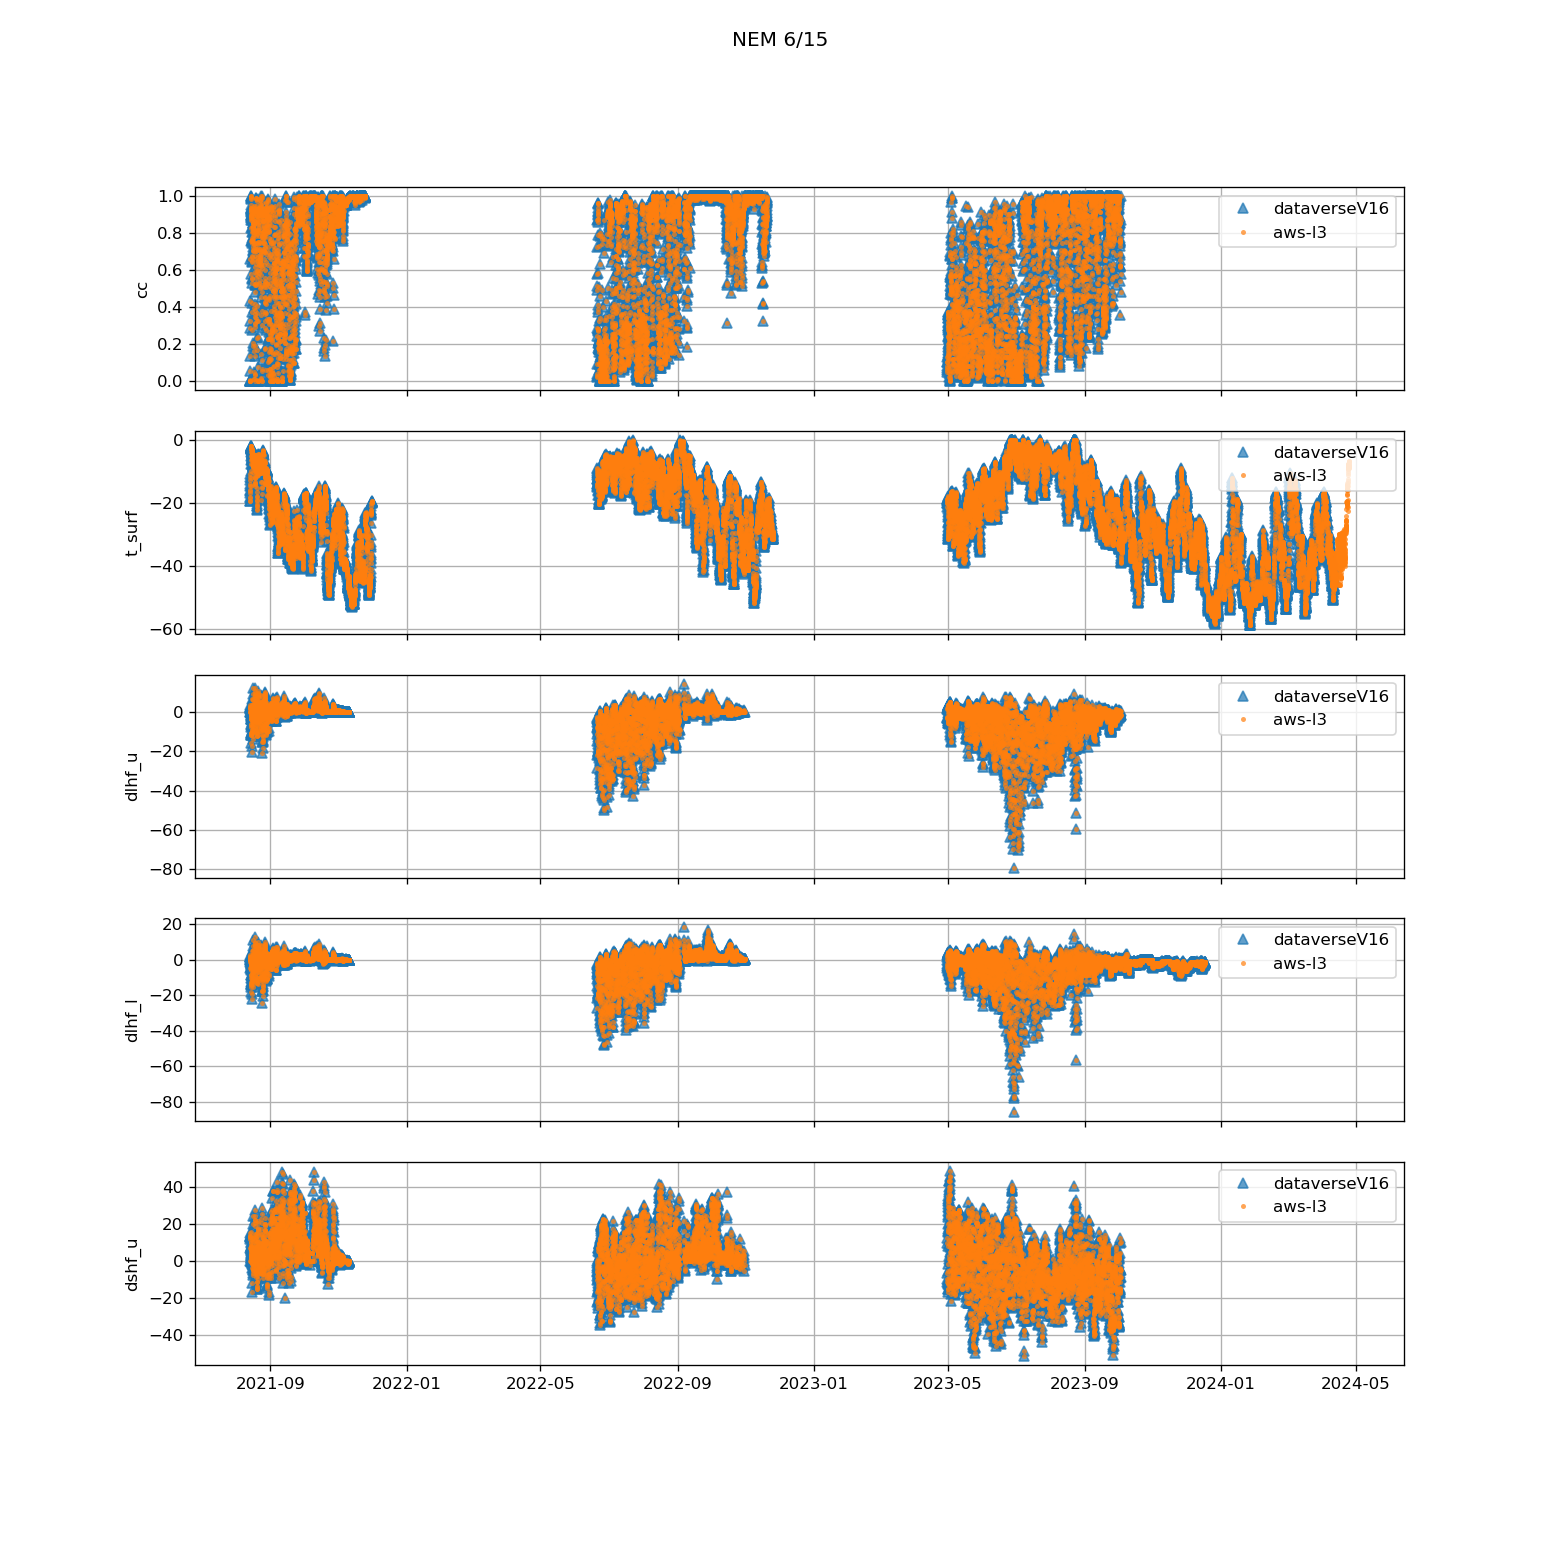 NEM 6/15
1.0
0.8
0.6
0.4
0.2
0.0
cc
dataverseV16
aws-l3
0
−20
−40
−60
t_surf
dataverseV16
aws-l3
0
−20
−40
−60
−80
dlhf_u
dataverseV16
aws-l3
20
0
−20
−40
−60
−80
dlhf_l
dataverseV16
aws-l3
40
20
0
−20
−40
dshf_u
dataverseV16
aws-l3
2021-09
2022-01
2022-05
2022-09
2023-01
2023-05
2023-09
2024-01
2024-05